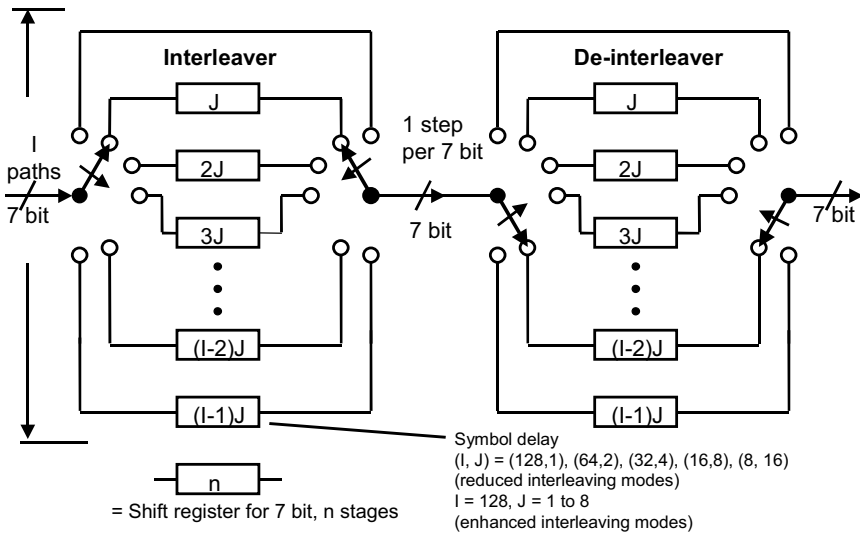 Interleaver
De-interleaver
J
J
I
paths
2J
1 step
per 7 bit
2J
7 bit
3J
7 bit
3J
7 bit
(I-2)J
(I-2)J
(I-1)J
(I-1)J
Symbol delay
(I, J) = (128,1), (64,2), (32,4), (16,8), (8, 16)
(reduced interleaving modes)
I = 128, J = 1 to 8
(enhanced interleaving modes)
n
= Shift register for 7 bit, n stages